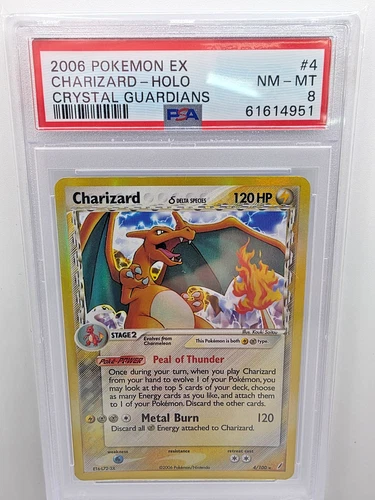 2006 POKEMON EX #4
CHARIZARD - HOLO NM - MT
CRYSTAL GUARDIANS 8
PSA 61614951
Charizard δ DELTA SPECIES 120 HP
Illus. Kouki Saitou
STAGE 2 Evolves from Charmeleon This Pokémon is both type.
Poké-POWER Peal of Thunder
Once during your turn, when you play Charizard
from your hand to evolve 1 of your Pokémon, you
may look at the top 5 cards of your deck, choose
as many Energy cards as you like, and attach them
to 1 of your Pokémon. Discard the other cards.
Metal Burn 120
Discard all Energy attached to Charizard.
weakness resistance retreat cost
©2006 Pokémon/Nintendo 4/100